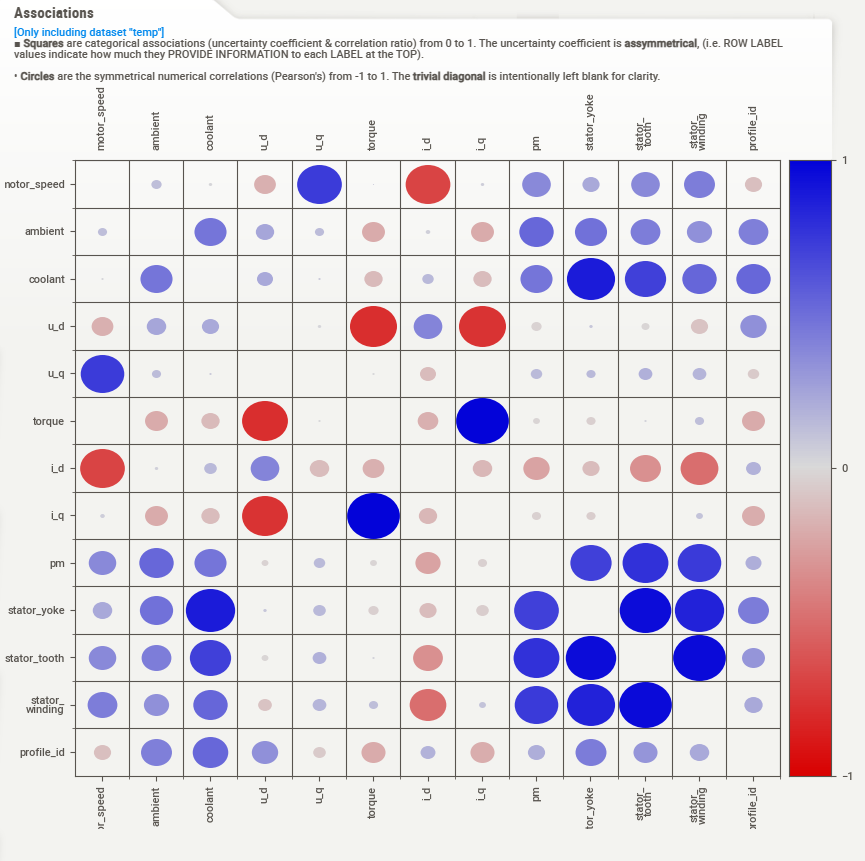 Associations
[Only including dataset "temp"]
■ Squares are categorical associations (uncertainty coefficient & correlation ratio) from 0 to 1. The uncertainty coefficient is assymmetrical, (i.e. ROW LABEL
values indicate how much they PROVIDE INFORMATION to each LABEL at the TOP).
• Circles are the symmetrical numerical correlations (Pearson's) from -1 to 1. The trivial diagonal is intentionally left blank for clarity.
motor_speed
ambient
coolant
u_d
u_q
torque
i_d
i_q
pm
stator_yoke
stator_
tooth
stator_
winding
profile_id
notor_speed
ambient
coolant
u_d
u_q
torque
i_d
i_q
pm
stator_yoke
stator_tooth
stator_
winding
profile_id
1
0
−1
or_speed
ambient
coolant
u_d
u_q
torque
i_d
i_q
pm
tor_yoke
stator_
tooth
stator_
winding
rofile_id